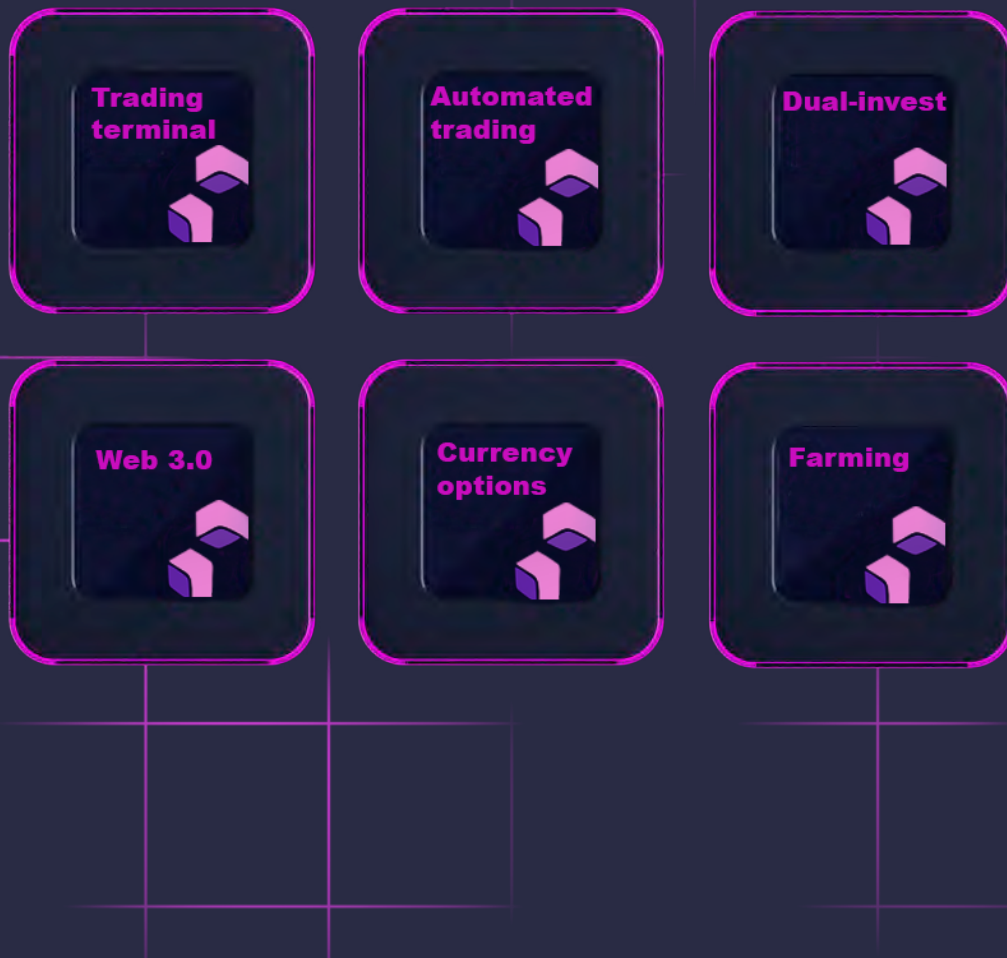 Trading
terminal
Automated
trading
Dual-invest
Web 3.0
Currency
options
Farming